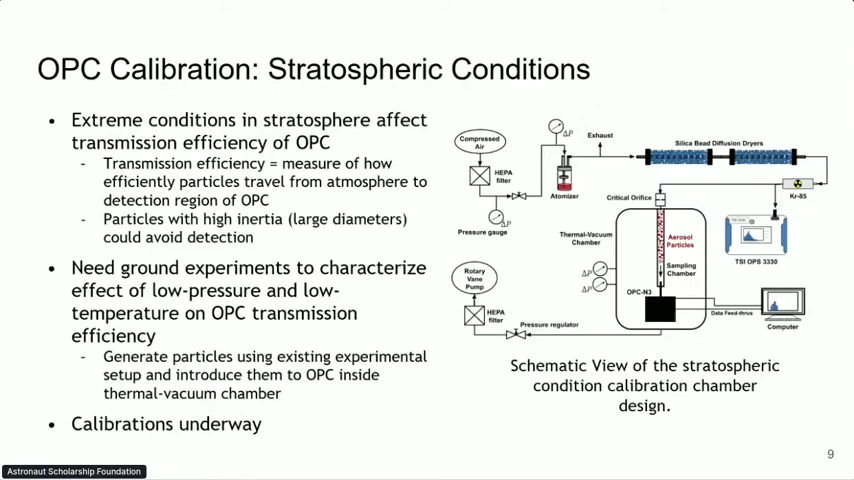 OPC Calibration: Stratospheric Conditions
• Extreme conditions in stratosphere affect
transmission efficiency of OPC
- Transmission efficiency = measure of how
efficiently particles travel from atmosphere to
detection region of OPC
- Particles with high inertia (large diameters)
could avoid detection
• Need ground experiments to characterize
effect of low-pressure and low-
temperature on OPC transmission
efficiency
- Generate particles using existing experimental
setup and introduce them to OPC inside
thermal-vacuum chamber
• Calibrations underway
Compressed
Air
HEPA
filter
ΔP
Pressure gauge
ΔP
Exhaust
Atomizer
Silica Bead Diffusion Dryers
Kr-85
Critical Orifice
Thermal-Vacuum
Chamber
Aerosol
Particles
Sampling
Chamber
TSI OPS 3330
ΔP
ΔP
OPC-N3
Rotary
Vane
Pump
HEPA
filter
Pressure regulator
Data Feed-thrus
Computer
Schematic View of the stratospheric
condition calibration chamber
design.
9
Astronaut Scholarship Foundation